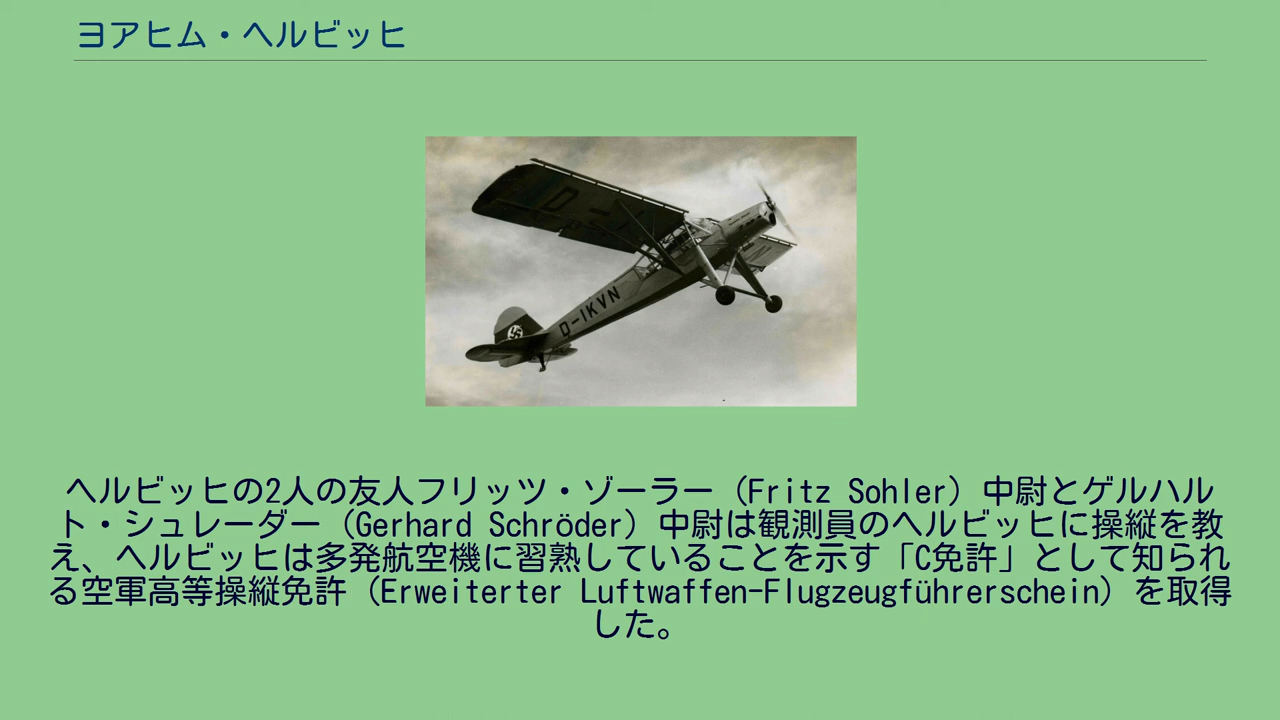 ヨアヒム・ヘルビッヒ
D-IKVN
ヘルビッヒの2人の友人フリッツ・ゾーラー（Fritz Sohler）中尉とゲルハル
ト・シュレーダー（Gerhard Schröder）中尉は観測員のヘルビッヒに操縦を教
え、ヘルビッヒは多発航空機に習熟していることを示す「C免許」として知られ
る空軍高等操縦免許（Erweiterter Luftwaffen-Flugzeugführerschein）を取得
した。